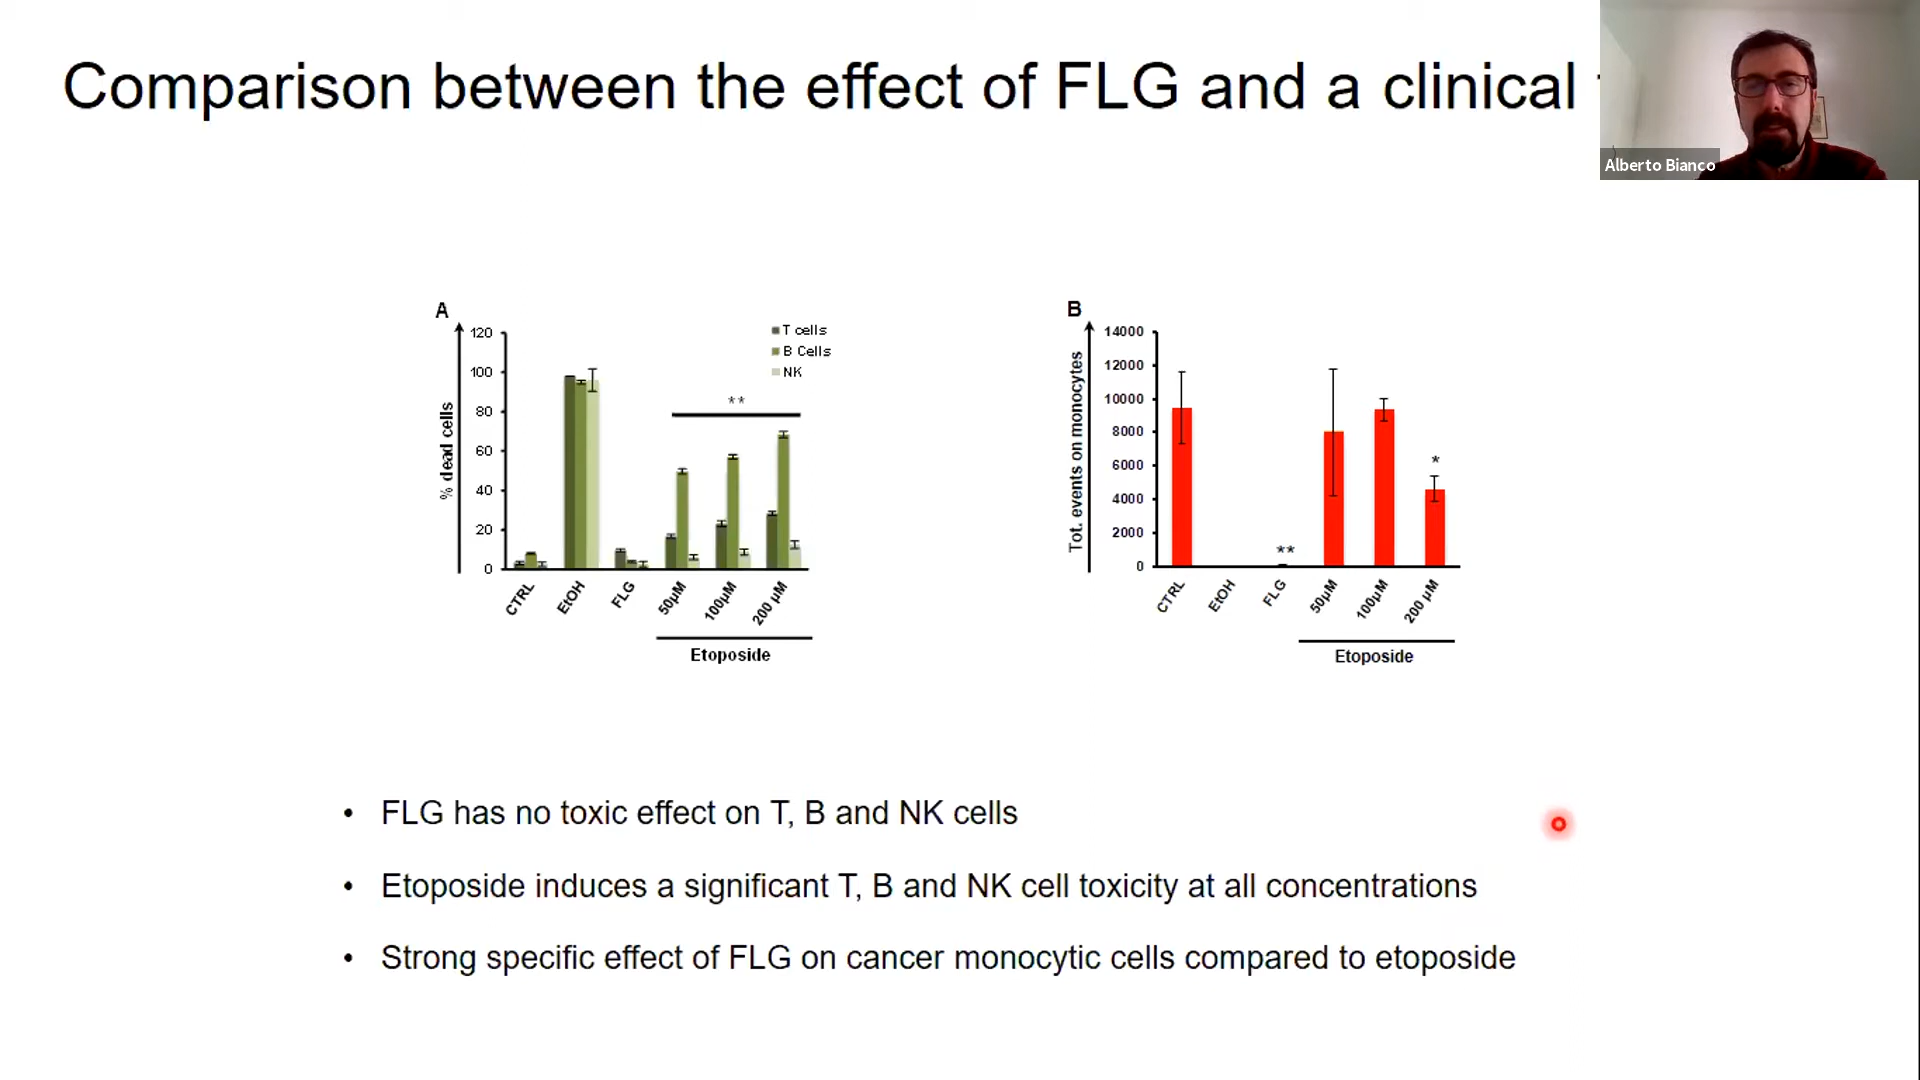 Comparison between the effect of FLG and a clinical
Alberto Bianco
A
% dead cells
120
100
80
60
40
20
0
T cells
B Cells
NK
**
CTRL
EtOH
FLG
50µM
100µM
200 µM
Etoposide
B
Tot. events on monocytes
14000
12000
10000
8000
6000
4000
2000
0
**
*
CTRL
EtOH
FLG
50µM
100µM
200 µM
Etoposide
• FLG has no toxic effect on T, B and NK cells
• Etoposide induces a significant T, B and NK cell toxicity at all concentrations
• Strong specific effect of FLG on cancer monocytic cells compared to etoposide